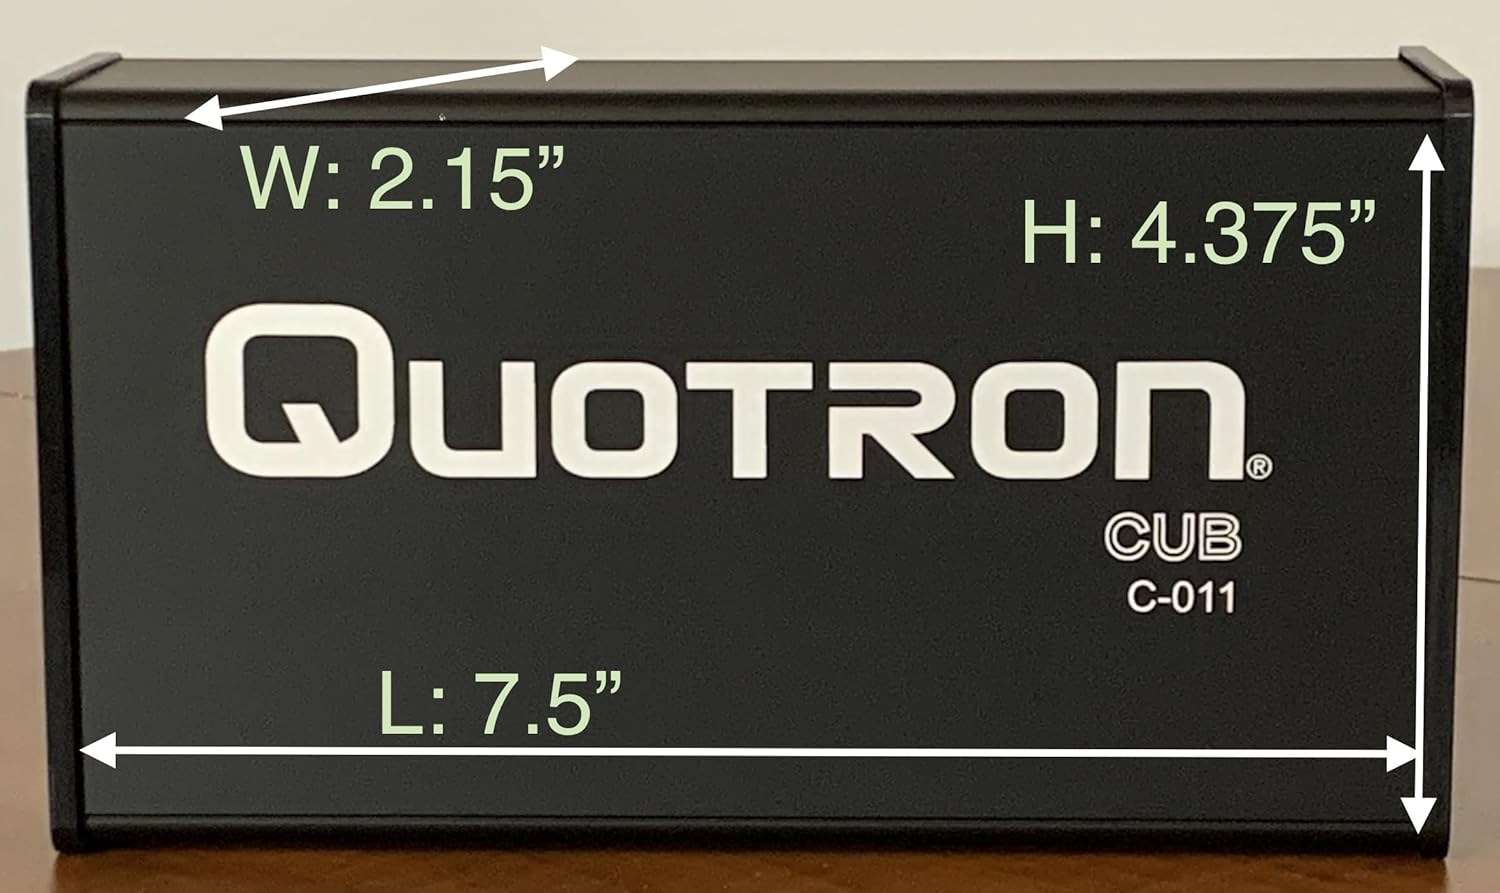 W: 2.15”
H: 4.375”
QUOTRON®
CUB
C-011
L: 7.5”